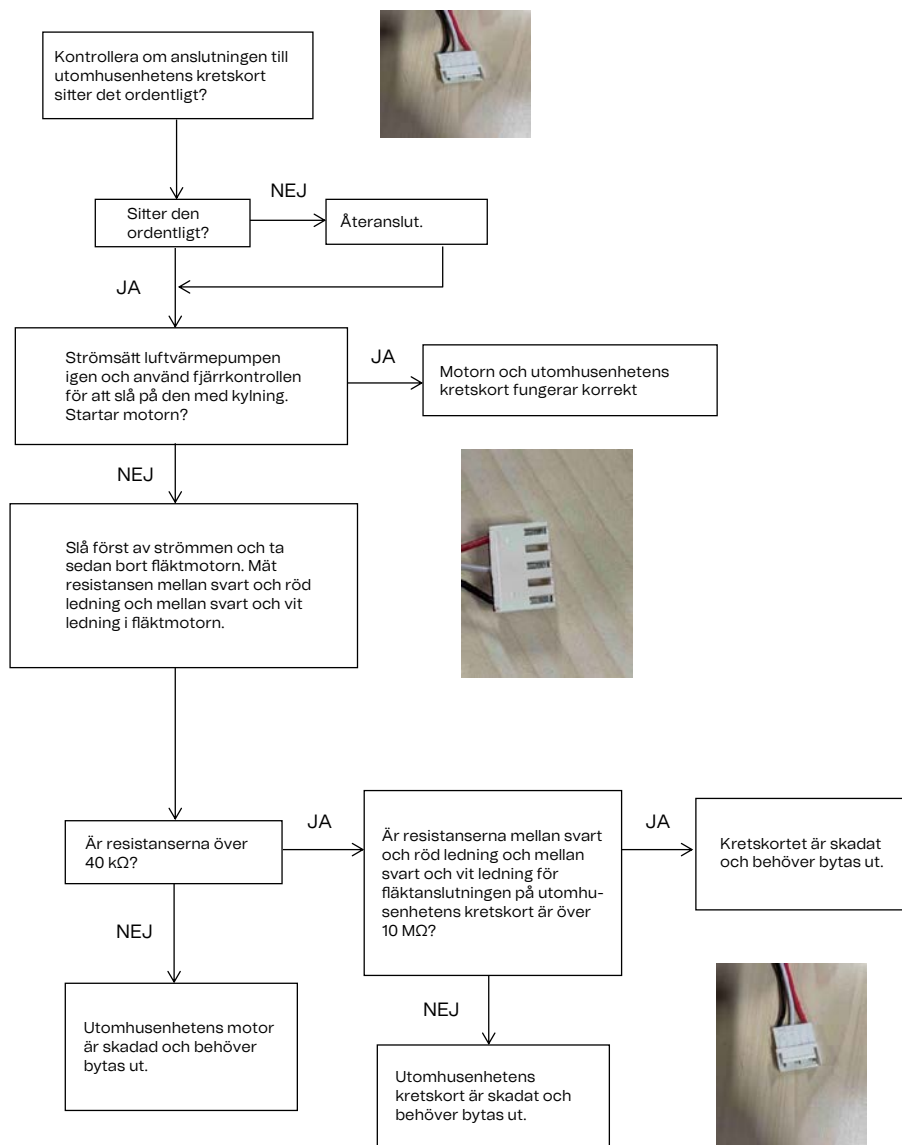 Kontrollera om anslutningen till
utomhusenhetens kretskort
sitter det ordentligt?
NEJ
Sitter den
ordentligt?
Återanslut.
JA
Strömsätt luftvärmepumpen
igen och använd fjärrkontrollen
för att slå på den med kylning.
Startar motorn?
JA
Motorn och utomhusenhetens
kretskort fungerar korrekt
NEJ
Slå först av strömmen och ta
sedan bort fläktmotorn. Mät
resistansen mellan svart och röd
ledning och mellan svart och vit
ledning i fläktmotorn.
Är resistanserna över
40 kΩ?
JA
Är resistanserna mellan svart
och röd ledning och mellan
svart och vit ledning för
fläktanslutningen på utomhu-
senhetens kretskort är över
10 MΩ?
JA
Kretskortet är skadat
och behöver bytas ut.
NEJ
Utomhusenhetens motor
är skadad och behöver
bytas ut.
NEJ
Utomhusenhetens
kretskort är skadat och
behöver bytas ut.